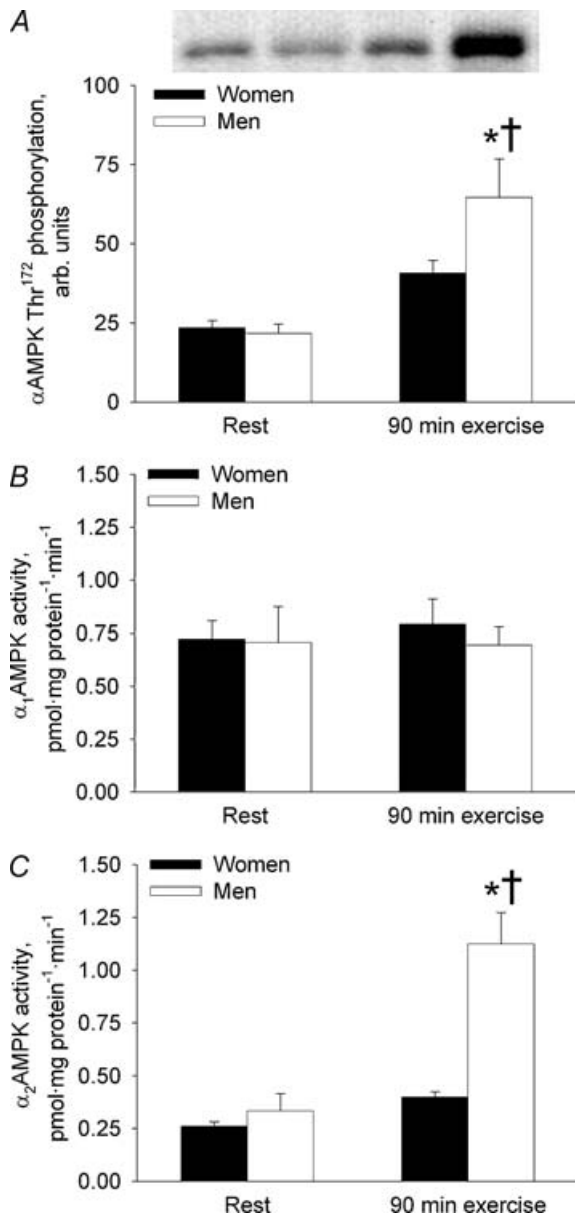 A
100
Women
Men
*†
75
50
25
0
αAMPK Thr¹⁷² phosphorylation,
arb. units
Rest 90 min exercise
B
1.50
Women
Men
1.25
1.00
0.75
0.50
0.25
0.00
α₁AMPK activity,
pmol·mg protein⁻¹·min⁻¹
Rest 90 min exercise
C
1.50
Women
Men
*†
1.25
1.00
0.75
0.50
0.25
0.00
α₂AMPK activity,
pmol·mg protein⁻¹·min⁻¹
Rest 90 min exercise